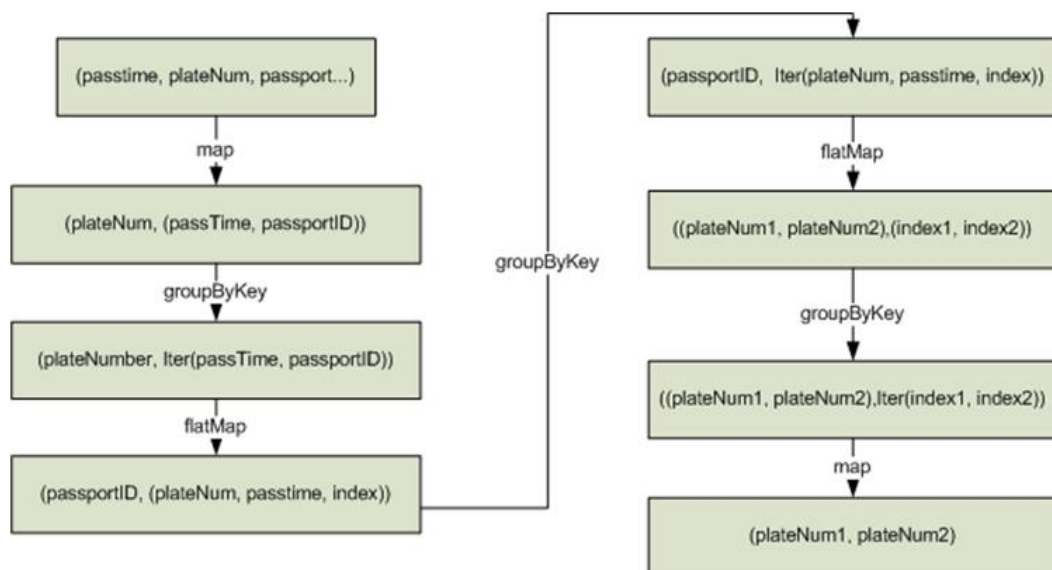 (passtime, plateNum, passport...)
map
(plateNum, (passTime, passportID))
groupByKey
(plateNumber, Iter(passTime, passportID))
flatMap
(passportID, (plateNum, passtime, index))
groupByKey
(passportID, Iter(plateNum, passtime, index))
flatMap
((plateNum1, plateNum2),(index1, index2))
groupByKey
((plateNum1, plateNum2),Iter(index1, index2))
map
(plateNum1, plateNum2)